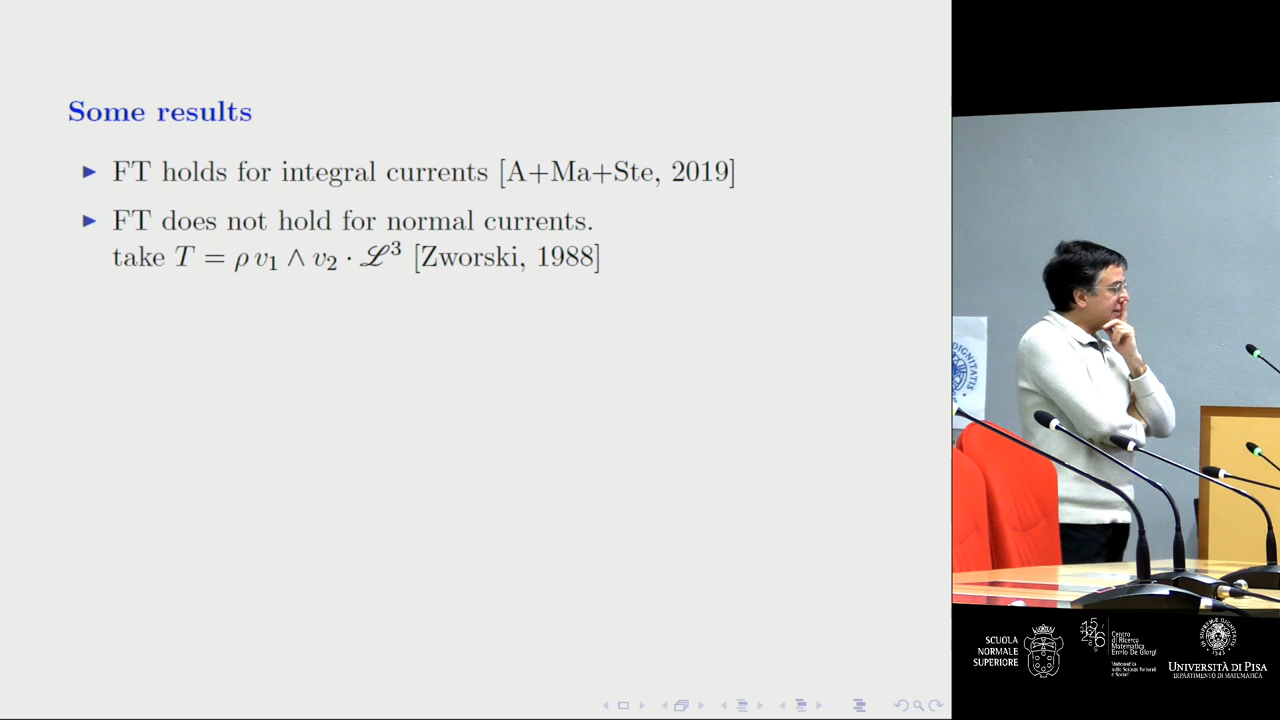 Some results
FT holds for integral currents [A+Ma+Ste, 2019]
FT does not hold for normal currents.
take T = ρ v₁ ∧ v₂ · ℒ³ [Zworski, 1988]
DIGNITATIS
SCUOLA
NORMALE
SUPERIORE
Centro
di Ricerca
Matematica
Ennio De Giorgi
UNIVERSITÀ DI PISA
DIPARTIMENTO DI MATEMATICA